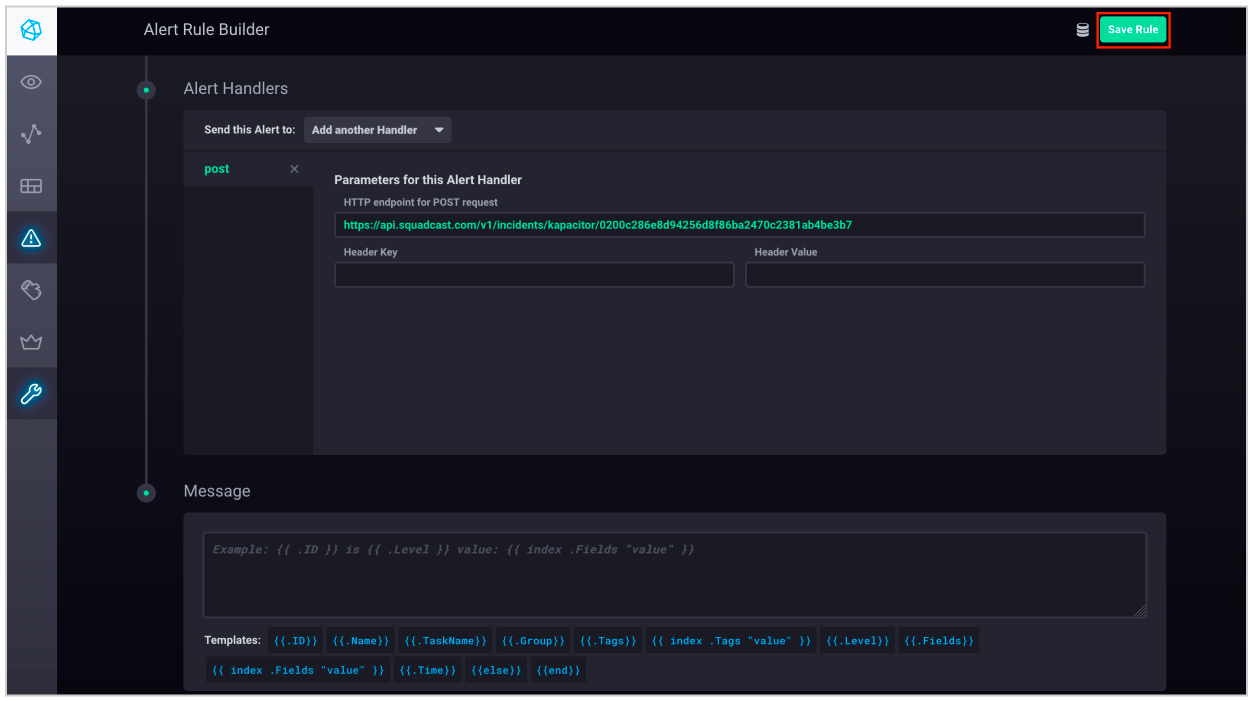 Alert Rule Builder
Save Rule
Alert Handlers
Send this Alert to: Add another Handler
post
Parameters for this Alert Handler
HTTP endpoint for POST request
https://api.squadcast.com/v1/incidents/kapacitor/0200c286e8d94256d8f86ba2470c2381ab4be3b7
Header Key Header Value
Message
Example: {{ .ID }} is {{ .Level }} value: {{ index .Fields "value" }}
Templates: {{.ID}} {{.Name}} {{.TaskName}} {{.Group}} {{.Tags}} {{ index .Tags "value" }} {{.Level}} {{.Fields}}
{{ index .Fields "value" }} {{.Time}} {{else}} {{end}}